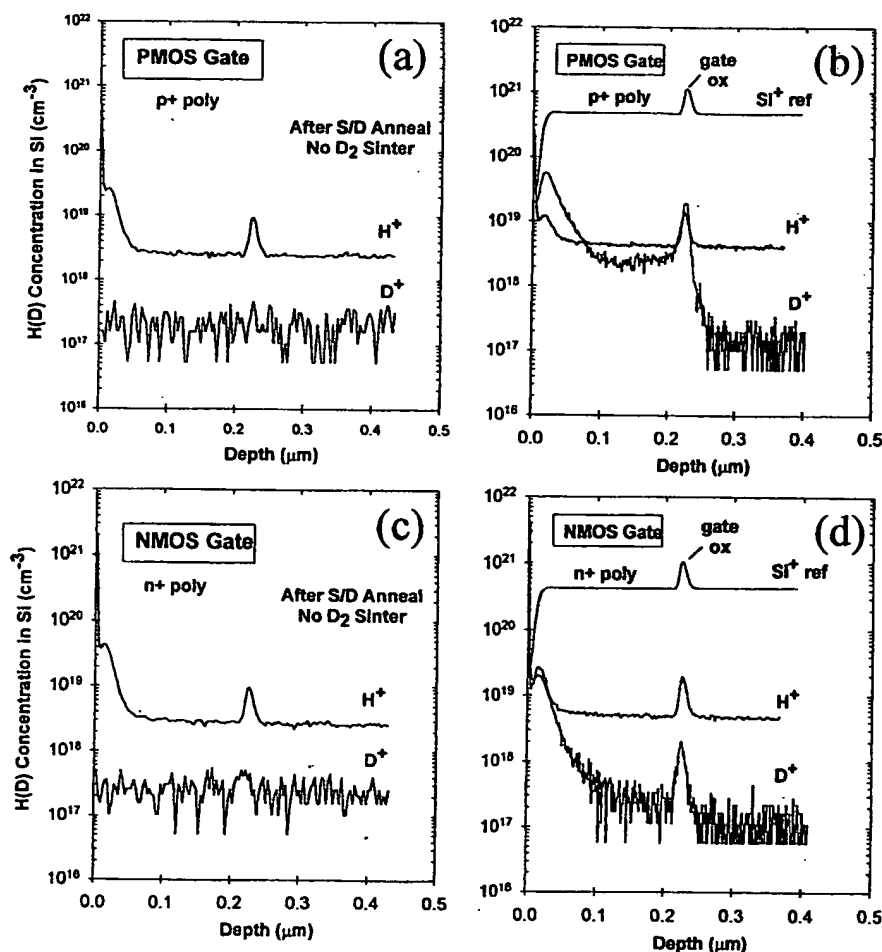 10²²
(a)
PMOS Gate
10²¹
p+ poly
After S/D Anneal
No D₂ Sinter
10²⁰
10¹⁹
H⁺
10¹⁸
D⁺
10¹⁷
10¹⁶
H(D) Concentration in Si (cm⁻³)
0.0 0.1 0.2 0.3 0.4 0.5
Depth (μm)
10²²
(b)
PMOS Gate
gate
ox
10²¹
p+ poly
Si⁺ ref
10²⁰
10¹⁹
H⁺
10¹⁸
D⁺
10¹⁷
10¹⁶
0.0 0.1 0.2 0.3 0.4 0.5
Depth (μm)
10²²
(c)
NMOS Gate
10²¹
n+ poly
After S/D Anneal
No D₂ Sinter
10²⁰
10¹⁹
H⁺
10¹⁸
D⁺
10¹⁷
10¹⁶
H(D) Concentration in Si (cm⁻³)
0.0 0.1 0.2 0.3 0.4 0.5
Depth (μm)
10²²
(d)
NMOS Gate
gate
ox
10²¹
n+ poly
Si⁺ ref
10²⁰
10¹⁹
H⁺
10¹⁸
D⁺
10¹⁷
10¹⁶
0.0 0.1 0.2 0.3 0.4 0.5
Depth (μm)